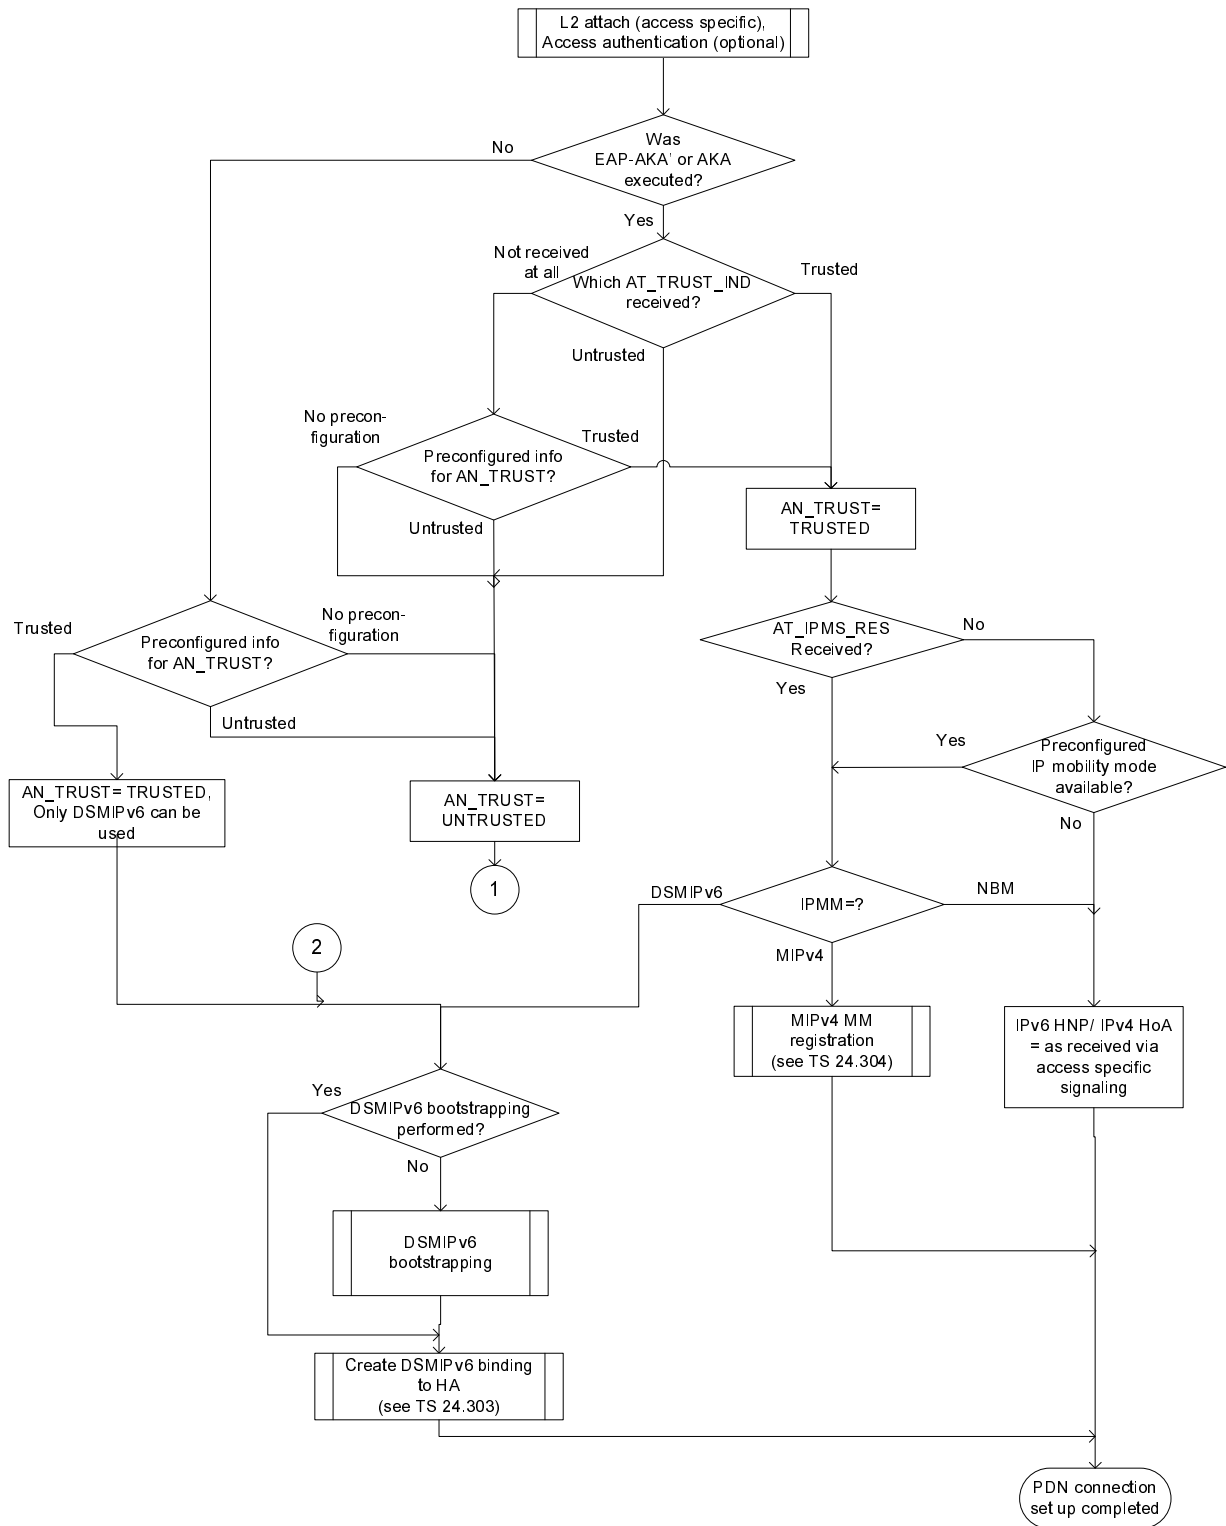 L2 attach (access specific),
Access authentication (optional)
Was
EAP-AKA' or AKA
executed?
No
Yes
Not received
at all
Which AT_TRUST_IND
received?
Trusted
Untrusted
No precon-
figuration
Preconfigured info
for AN_TRUST?
Trusted
Untrusted
AN_TRUST=
TRUSTED
Trusted
Preconfigured info
for AN_TRUST?
No precon-
figuration
Untrusted
AT_IPMS_RES
Received?
No
Yes
Yes
Preconfigured
IP mobility mode
available?
No
AN_TRUST= TRUSTED,
Only DSMIPv6 can be
used
AN_TRUST=
UNTRUSTED
1
DSMIPv6
IPMM=?
NBM
MIPv4
2
MIPv4 MM
registration
(see TS 24.304)
IPv6 HNP/ IPv4 HoA
= as received via
access specific
signaling
Yes
DSMIPv6 bootstrapping
performed?
No
DSMIPv6
bootstrapping
Create DSMIPv6 binding
to HA
(see TS 24.303)
PDN connection
set up completed